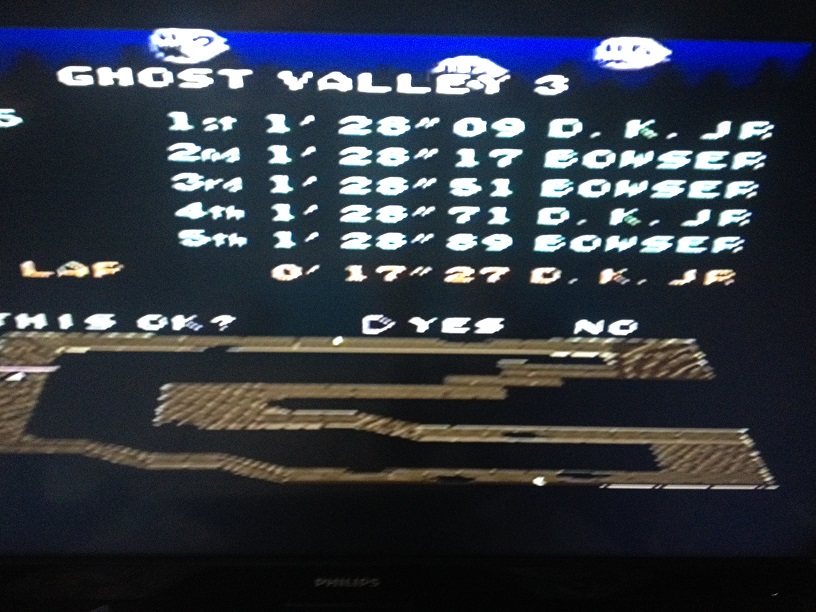 GHOST VALLEY 3
S 1st 1' 28" 09 D. K. JR
2nd 1' 28" 17 BOWSER
3rd 1' 28" 51 BOWSER
4th 1' 28" 71 D. K. JR
5th 1' 28" 89 BOWSER
LAP 0' 17" 27 D. K. JR
THIS OK? YES NO
PHILIPS